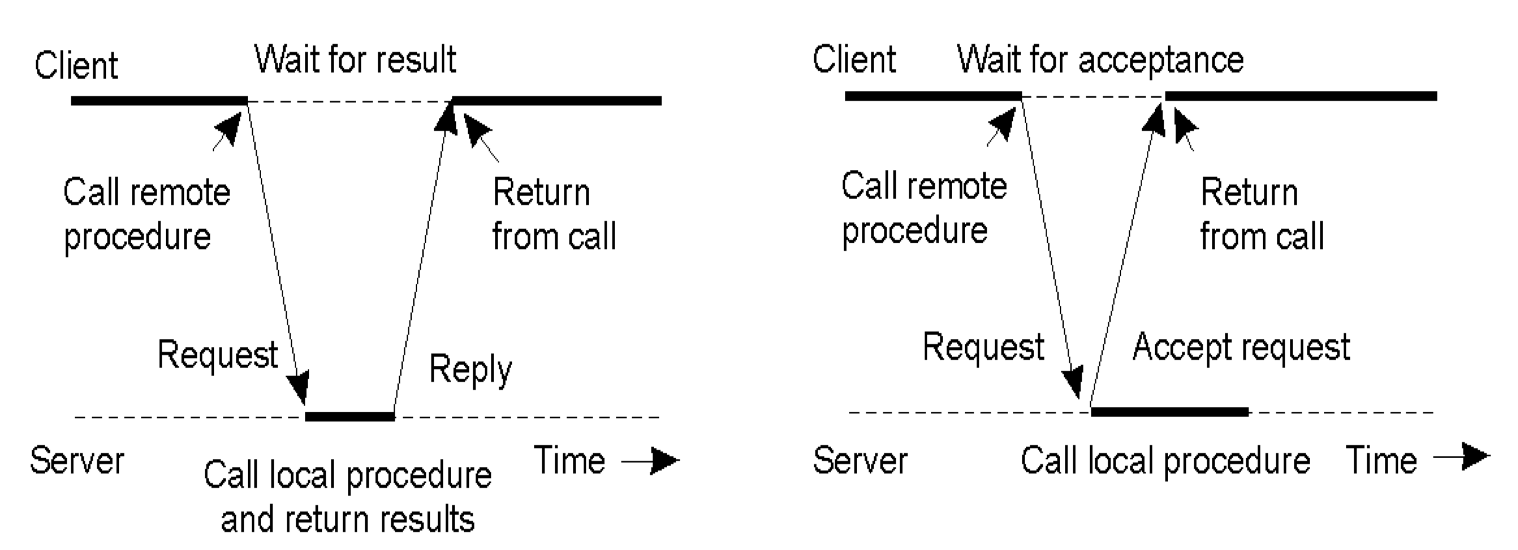 Client
Wait for result
Call remote
procedure
Return
from call
Request
Reply
Server
Call local procedure
and return results
Time
Client
Wait for acceptance
Call remote
procedure
Return
from call
Request
Accept request
Server
Call local procedure
Time